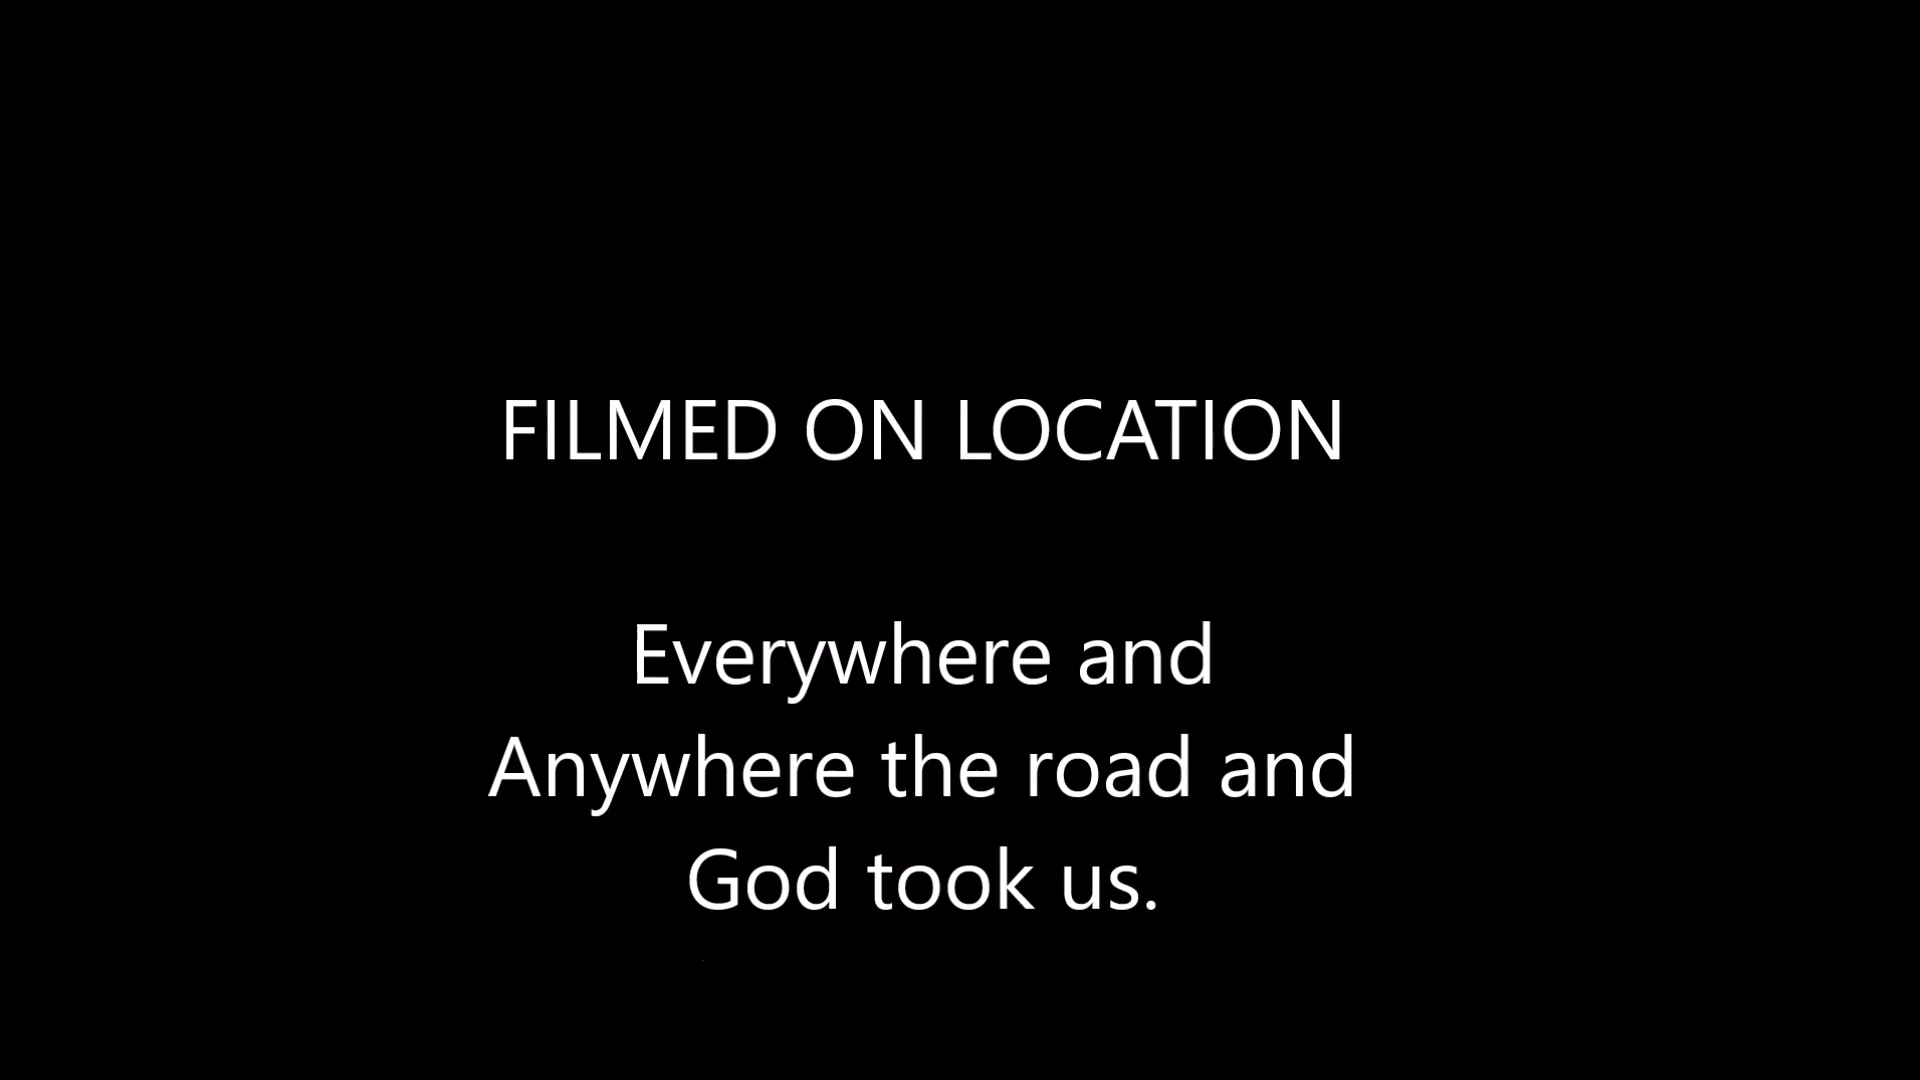 FILMED ON LOCATION
Everywhere and
Anywhere the road and
God took us.